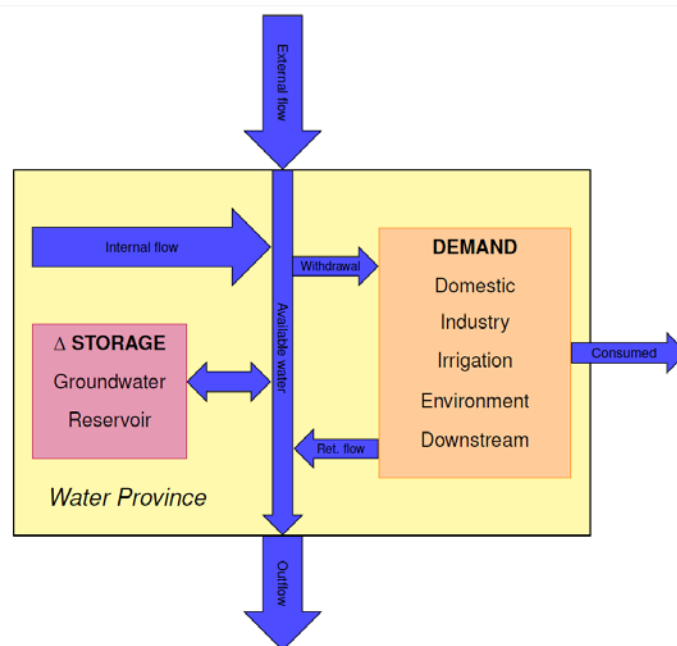 External flow
Internal flow
Withdrawal
Available water
DEMAND
Domestic
Industry
Irrigation
Environment
Downstream
Consumed
Δ STORAGE
Groundwater
Reservoir
Ret. flow
Water Province
Outflow